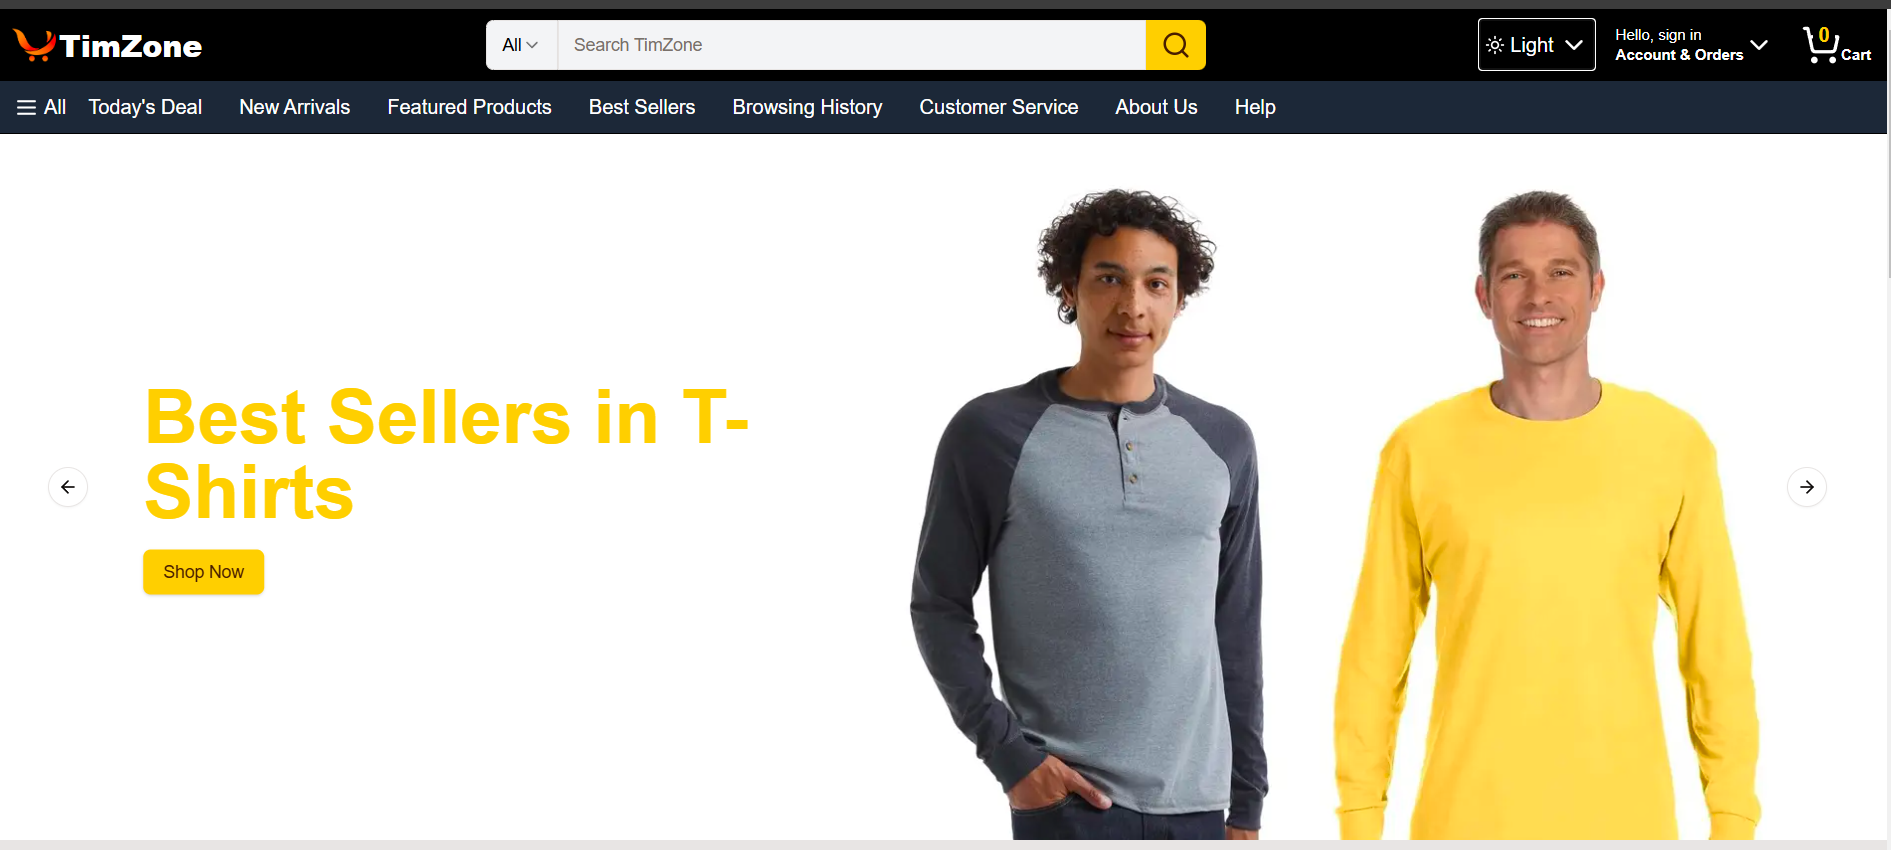 TimZone
All
Search TimZone
Light
Hello, sign in
Account & Orders
0
Cart
All
Today's Deal
New Arrivals
Featured Products
Best Sellers
Browsing History
Customer Service
About Us
Help
Best Sellers in T-
Shirts
Shop Now